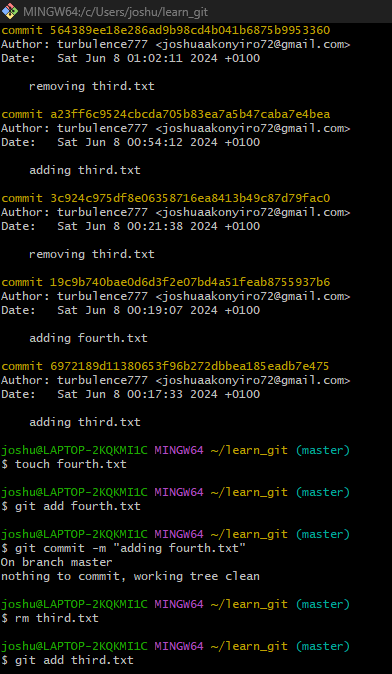 MINGW64:/c/Users/joshu/learn_git
commit 564389ee18e286ad9b98cd4b041b6875b9953360
Author: turbulence777 <joshuaakonyiro72@gmail.com>
Date:   Sat Jun 8 01:02:11 2024 +0100
    removing third.txt
commit a23ff6c9524cbcda705b83ea7a5b47caba7e4bea
Author: turbulence777 <joshuaakonyiro72@gmail.com>
Date:   Sat Jun 8 00:54:12 2024 +0100
    adding third.txt
commit 3c924c975df8e06358716ea8413b49c87d79fac0
Author: turbulence777 <joshuaakonyiro72@gmail.com>
Date:   Sat Jun 8 00:21:38 2024 +0100
    removing third.txt
commit 19c9b740bae0d6d3f2e07bd4a51feab8755937b6
Author: turbulence777 <joshuaakonyiro72@gmail.com>
Date:   Sat Jun 8 00:19:07 2024 +0100
    adding fourth.txt
commit 6972189d11380653f96b272dbbea185eadb7e475
Author: turbulence777 <joshuaakonyiro72@gmail.com>
Date:   Sat Jun 8 00:17:33 2024 +0100
    adding third.txt
joshu@LAPTOP-2KQKMI1C MINGW64 ~/learn_git (master)
$ touch fourth.txt
joshu@LAPTOP-2KQKMI1C MINGW64 ~/learn_git (master)
$ git add fourth.txt
joshu@LAPTOP-2KQKMI1C MINGW64 ~/learn_git (master)
$ git commit -m "adding fourth.txt"
On branch master
nothing to commit, working tree clean
joshu@LAPTOP-2KQKMI1C MINGW64 ~/learn_git (master)
$ rm third.txt
joshu@LAPTOP-2KQKMI1C MINGW64 ~/learn_git (master)
$ git add third.txt